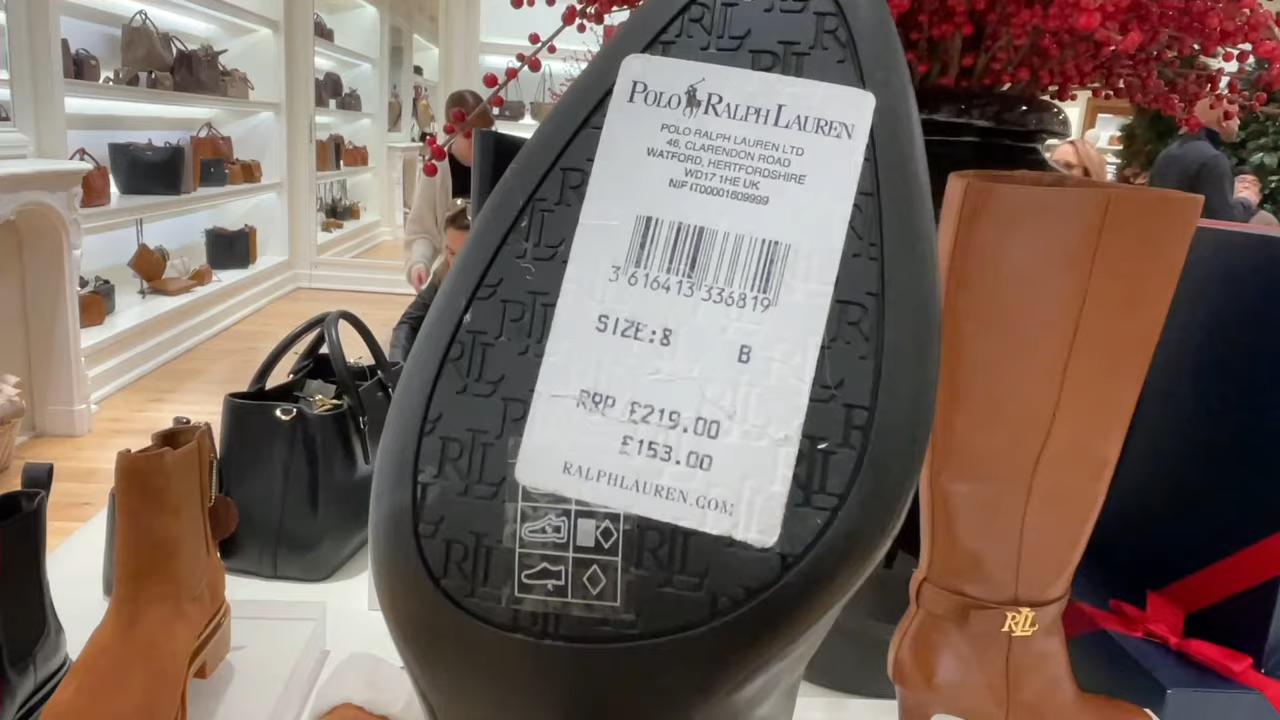 POLO RALPH LAUREN
POLO RALPH LAUREN LTD
46, CLARENDON ROAD
WATFORD, HERTFORDSHIRE
WD17 1HE UK
NIF IT00001609999
3 616413 336819
SIZE:8 B
RRP £219.00
£153.00
RALPHLAUREN.COM
RLL